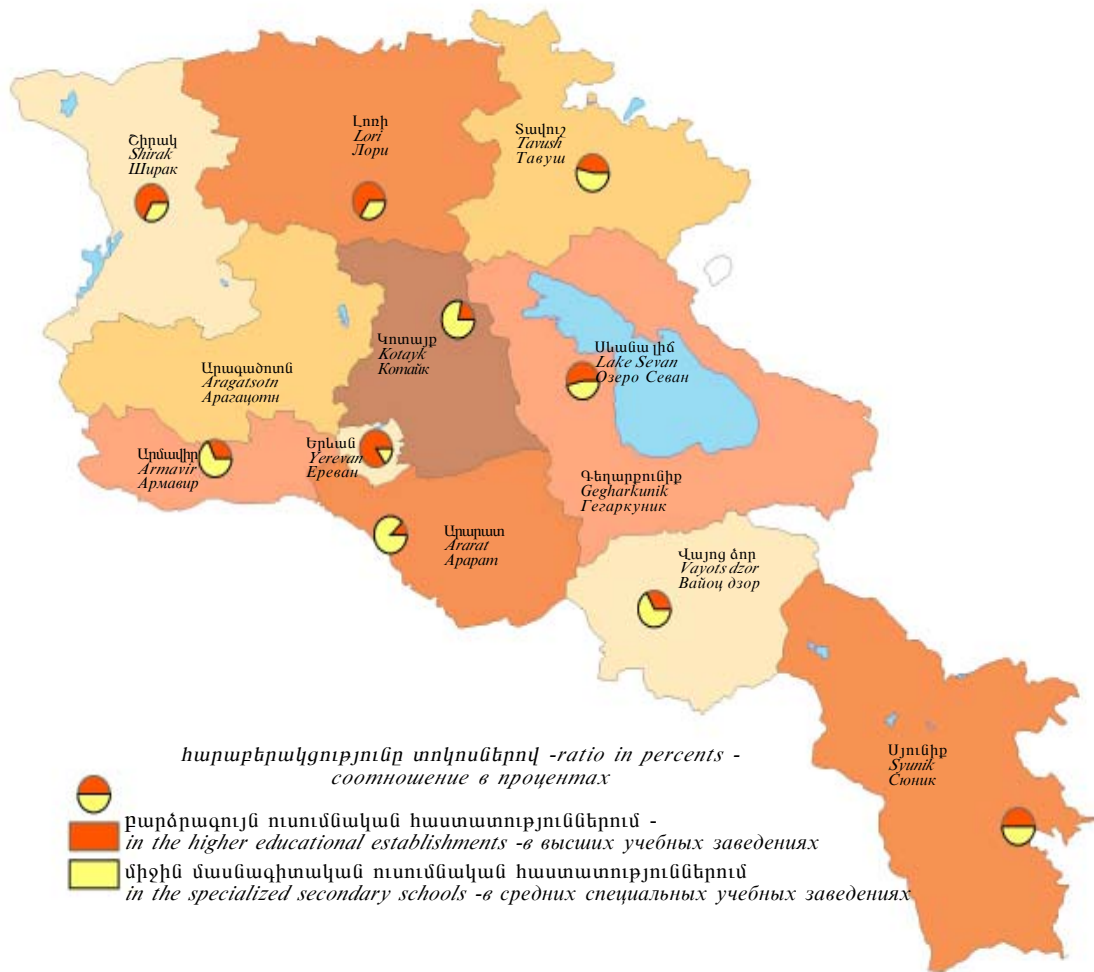 Շիրակ
Shirak
Ширак
Լոռի
Lori
Лори
Տավուշ
Tavush
Тавуш
Արագածոտն
Aragatsotn
Арагацотн
Կոտայք
Kotayk
Котайк
Սևանա լիճ
Lake Sevan
Озеро Севан
Արմավիր
Armavir
Армавир
Երևան
Yerevan
Ереван
Գեղարքունիք
Gegharkunik
Гегаркуник
Արարատ
Ararat
Арарат
Վայոց ձոր
Vayots dzor
Вайоц дзор
Սյունիք
Syunik
Сюник
հարաբերակցությունը տոկոսներով -ratio in percents -
соотношение в процентах
բարձրագույն ուսումնական հաստատություններում -
in the higher educational establishments -в высших учебных заведениях
միջին մասնագիտական ուսումնական հաստատություններում
in the specialized secondary schools -в средних специальных учебных заведениях